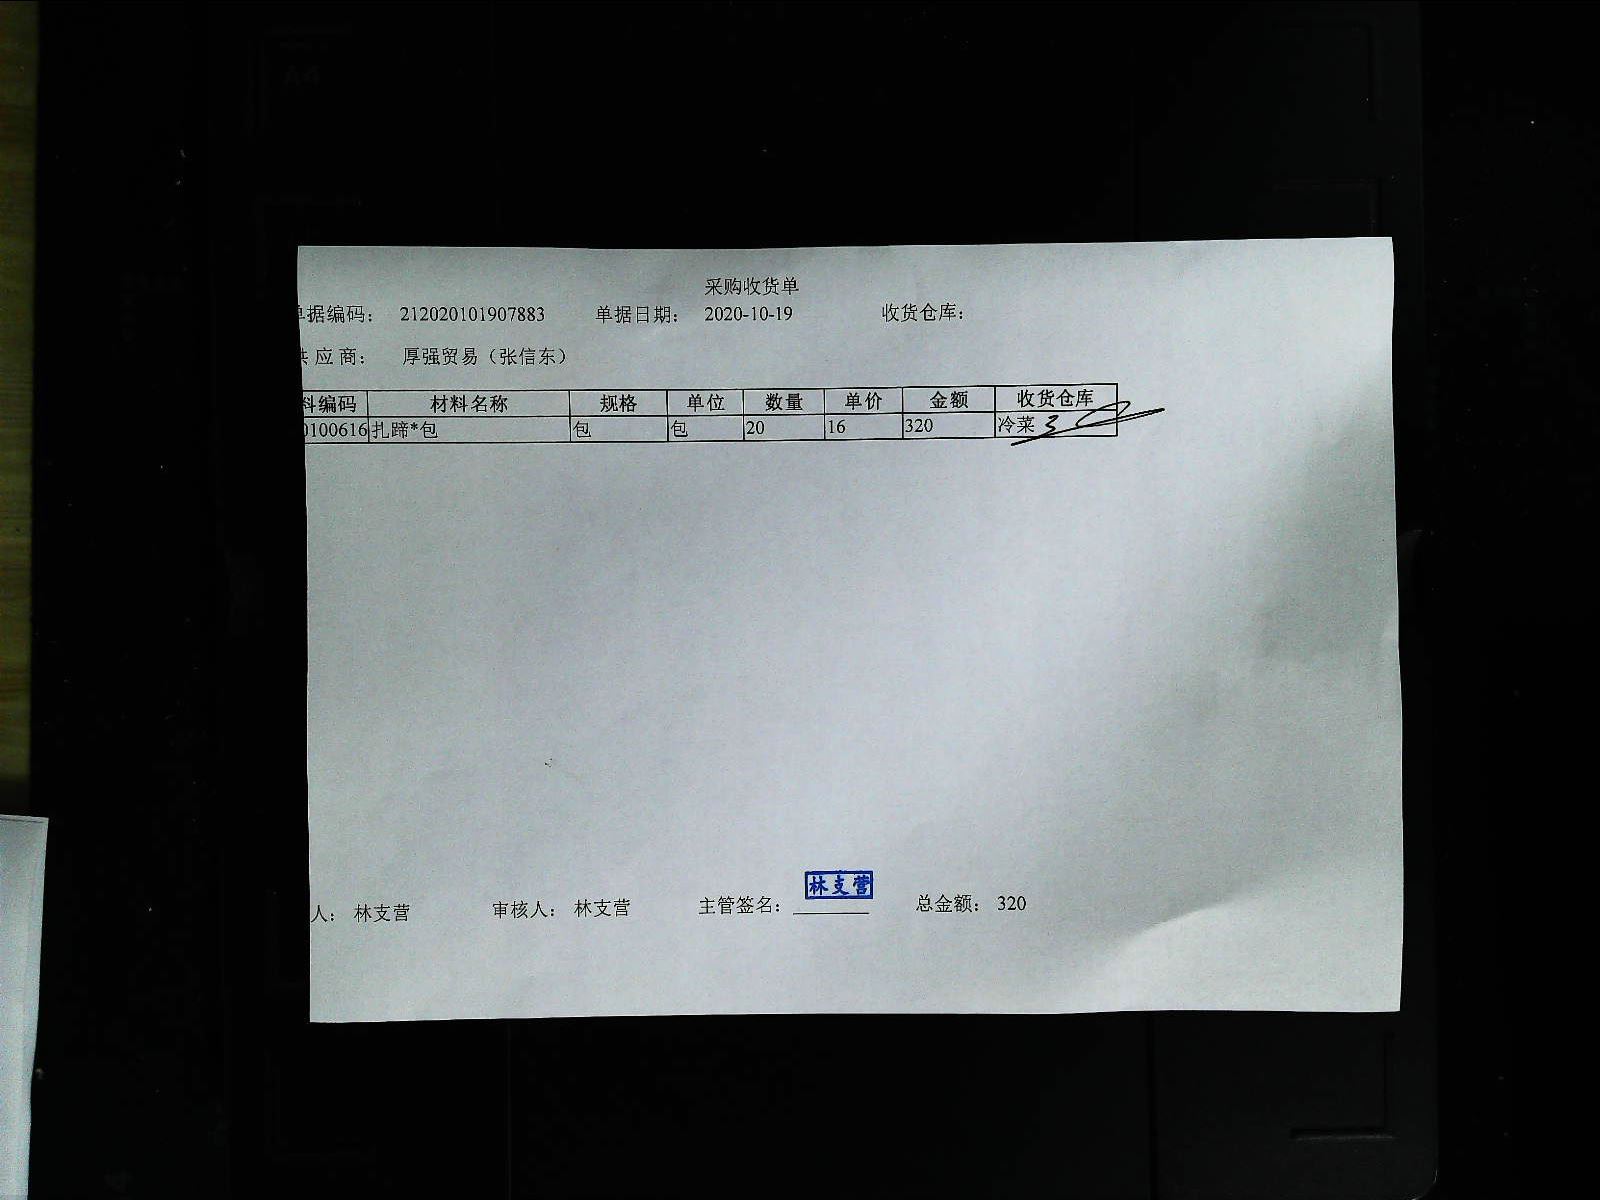 采购收货单
单据编码： 212020101907883 单据日期： 2020-10-19 收货仓库：
供应商： 厚强贸易（张信东）
料编码 材料名称 规格 单位 数量 单价 金额 收货仓库
0100616 扎蹄*包 包 包 20 16 320 冷菜
林支营
人： 林支营 审核人： 林支营 主管签名： 总金额： 320